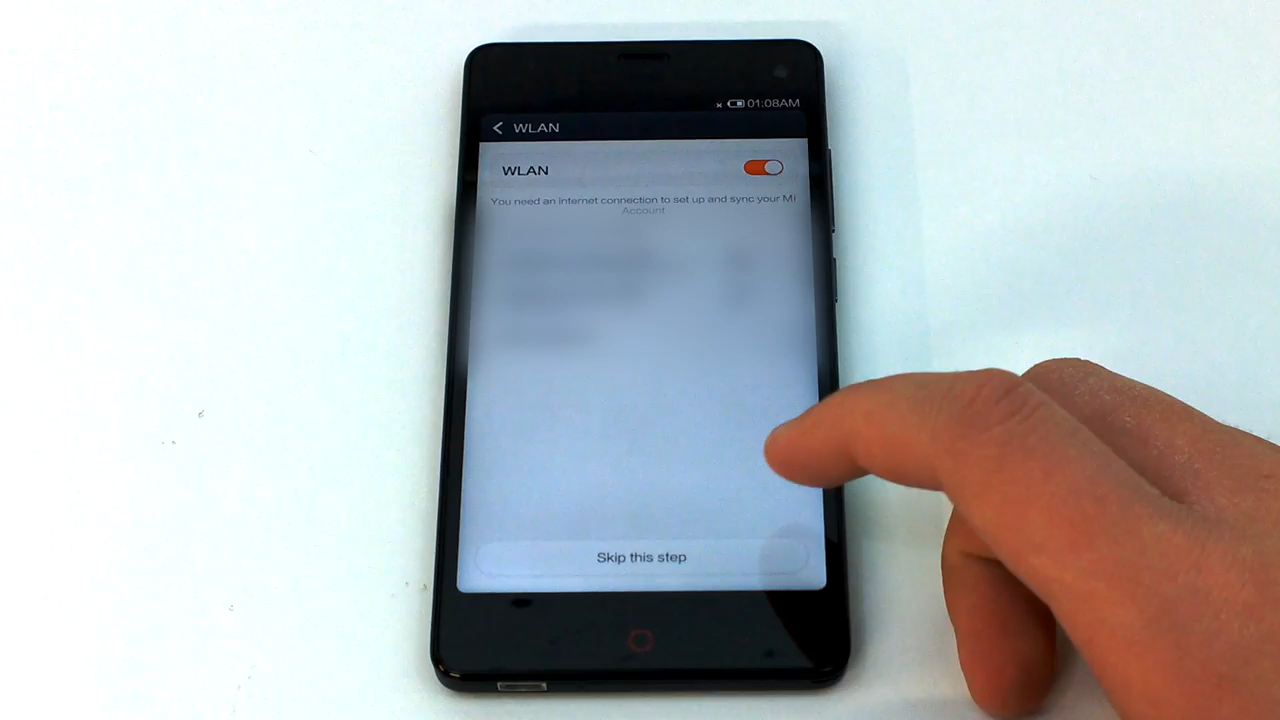 01:08AM
WLAN
WLAN
You need an internet connection to set up and sync your MI
Account
Skip this step